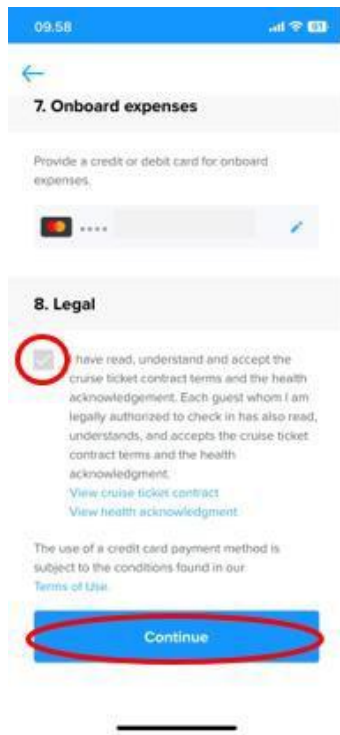 09.58
61
7. Onboard expenses
Provide a credit or debit card for onboard
expenses.
••••
8. Legal
I have read, understand and accept the
cruise ticket contract terms and the health
acknowledgement. Each guest whom I am
legally authorized to check in has also read,
understands, and accepts the cruise ticket
contract terms and the health
acknowledgment.
View cruise ticket contract
View health acknowledgment
The use of a credit card payment method is
subject to the conditions found in our
Terms of Use.
Continue